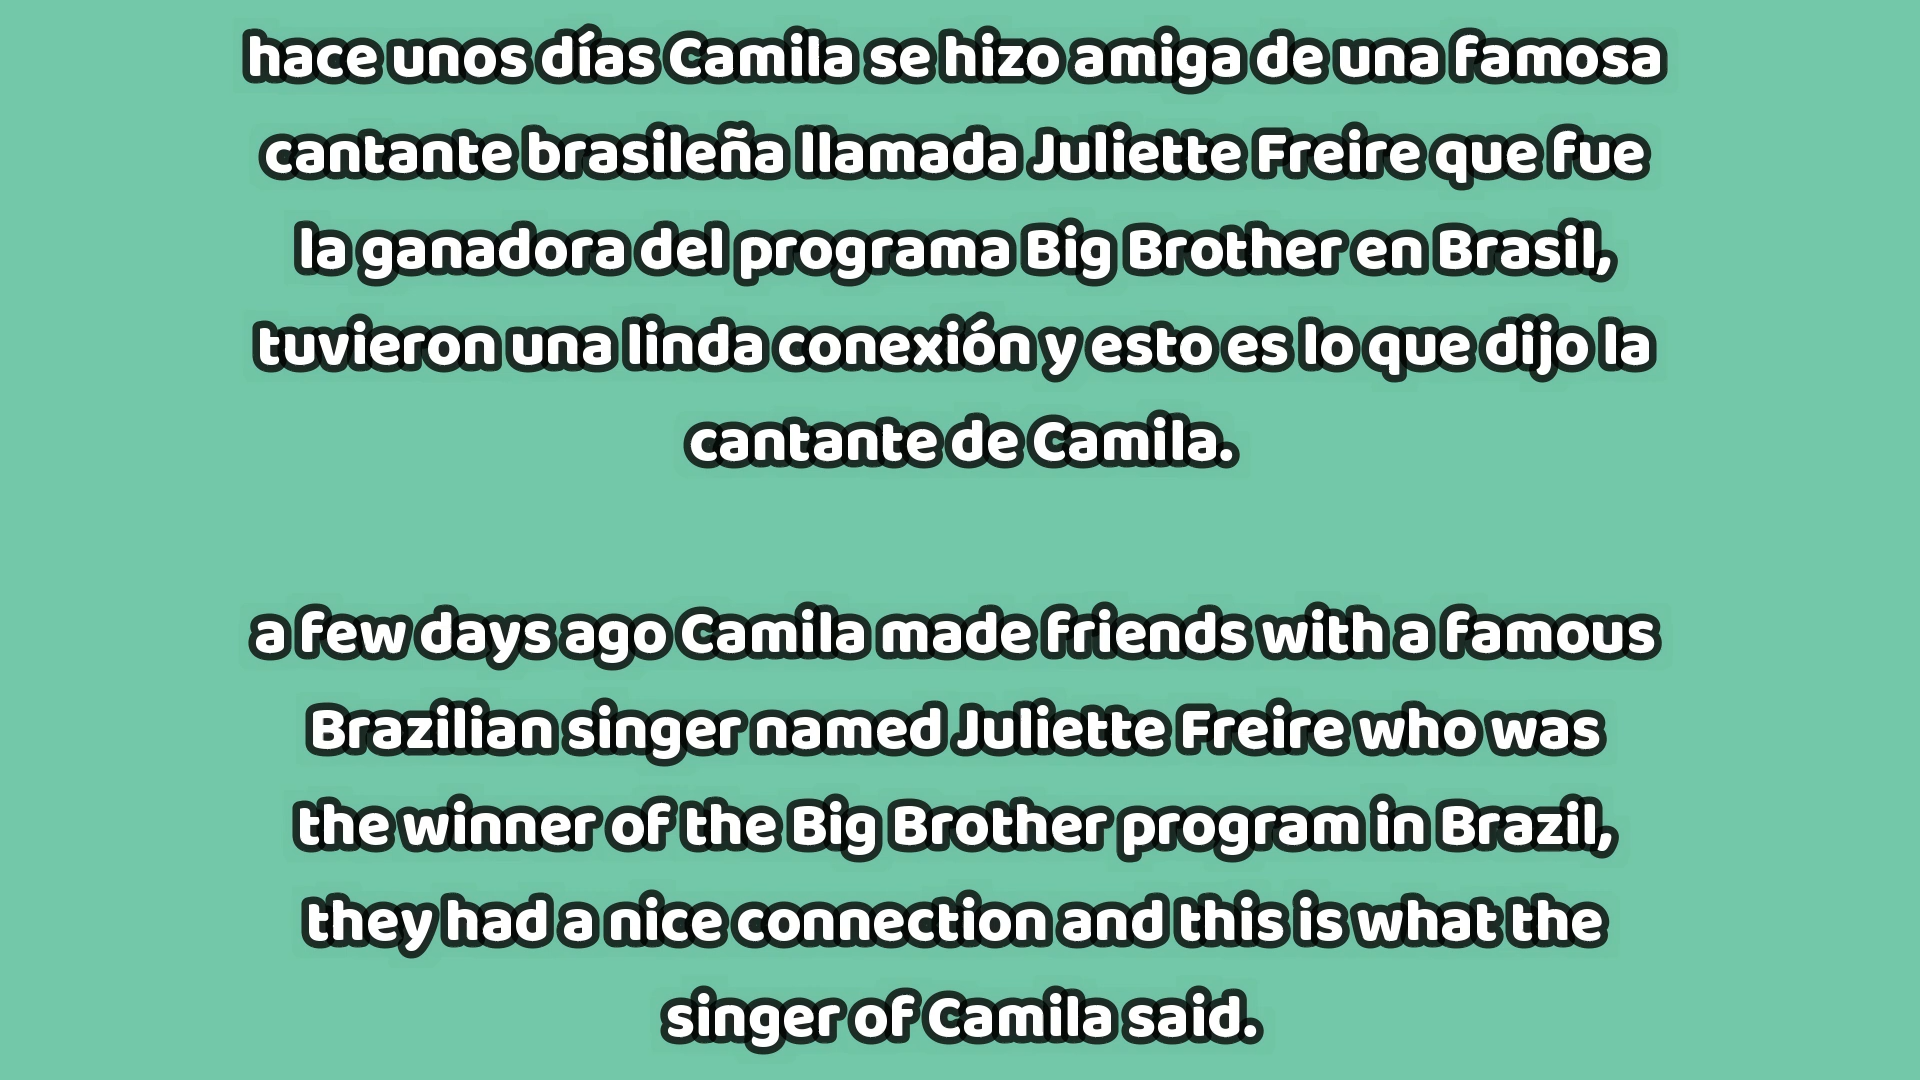 hace unos días Camila se hizo amiga de una famosa
cantante brasileña llamada Juliette Freire que fue
la ganadora del programa Big Brother en Brasil,
tuvieron una linda conexión y esto es lo que dijo la
cantante de Camila.
a few days ago Camila made friends with a famous
Brazilian singer named Juliette Freire who was
the winner of the Big Brother program in Brazil,
they had a nice connection and this is what the
singer of Camila said.